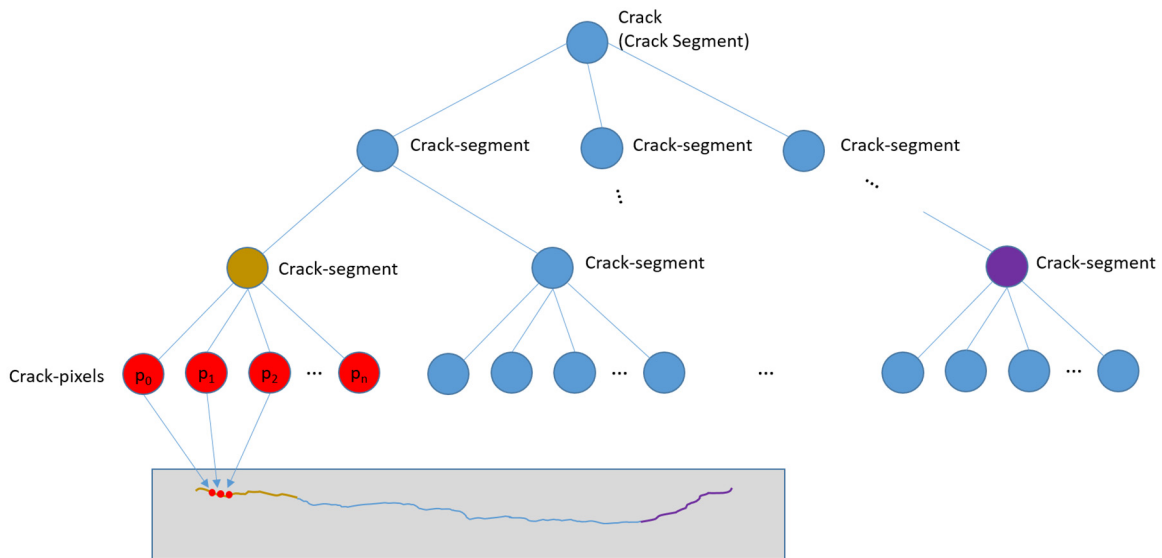 Crack
(Crack Segment)
Crack-segment
Crack-segment
Crack-segment
...
...
Crack-segment
Crack-segment
Crack-segment
Crack-pixels
p0
p1
p2
...
pn
...
...
...